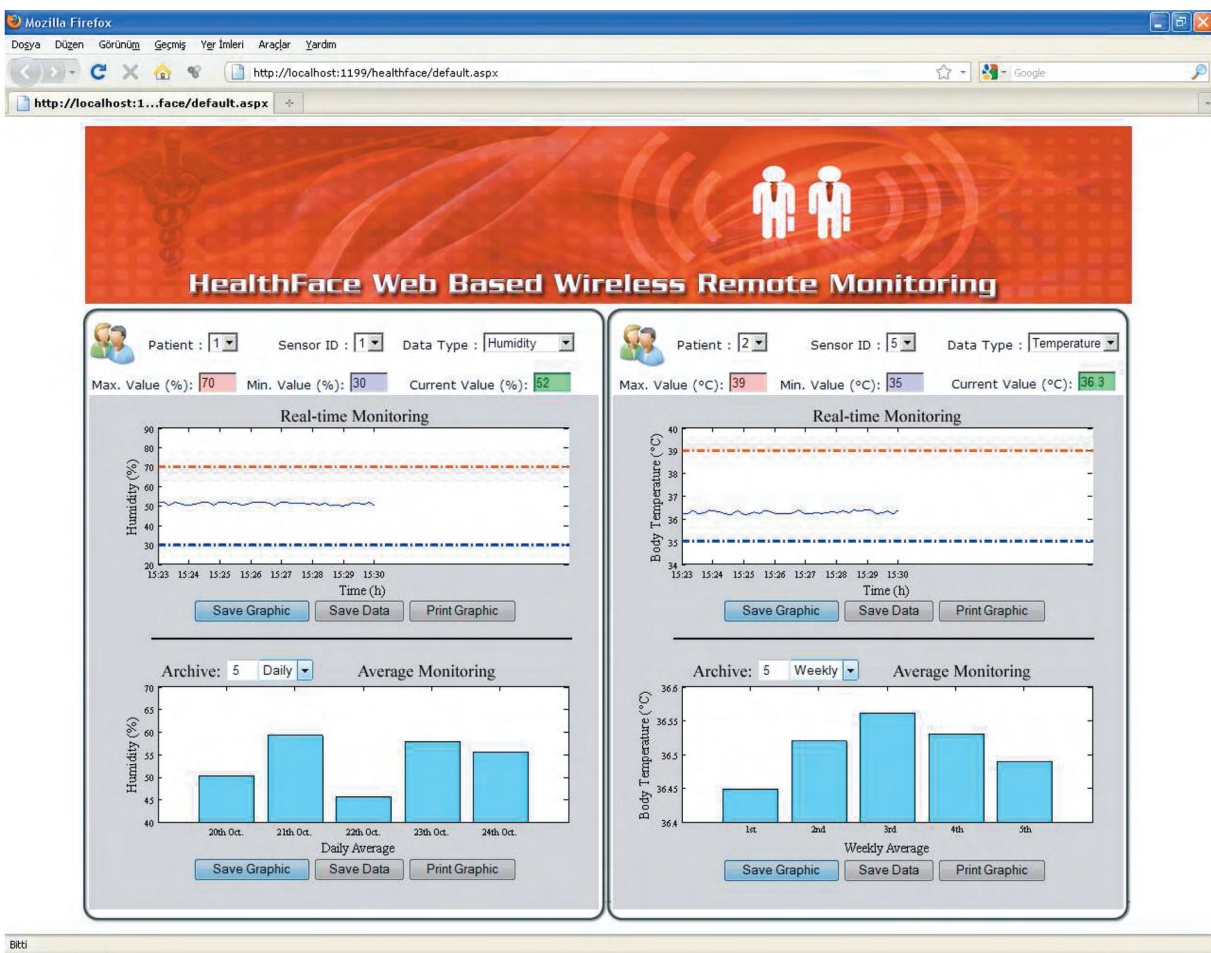 Mozilla Firefox
Dosya Düzen Görünüm Geçmiş Yer İmleri Araçlar Yardım
http://localhost:1199/healthface/default.aspx
Google
http://localhost:1...face/default.aspx
HealthFace Web Based Wireless Remote Monitoring
Patient : 1 Sensor ID : 1 Data Type : Humidity
Max. Value (%): 70 Min. Value (%): 30 Current Value (%): 52
Real-time Monitoring
90
80
70
60
50
40
30
20
Humidity (%)
15:23 15:24 15:25 15:26 15:27 15:28 15:29 15:30
Time (h)
Save Graphic Save Data Print Graphic
Archive: 5 Daily Average Monitoring
70
65
60
55
50
45
40
Humidity (%)
20th Oct. 21th Oct. 22th Oct. 23th Oct. 24th Oct.
Daily Average
Save Graphic Save Data Print Graphic
Patient : 2 Sensor ID : 5 Data Type : Temperature
Max. Value (°C): 39 Min. Value (°C): 35 Current Value (°C): 36.3
Real-time Monitoring
40
39
38
37
36
35
34
Body Temperature (°C)
15:23 15:24 15:25 15:26 15:27 15:28 15:29 15:30
Time (h)
Save Graphic Save Data Print Graphic
Archive: 5 Weekly Average Monitoring
36.6
36.55
36.5
36.45
36.4
Body Temperature (°C)
1st 2nd 3rd 4th 5th
Weekly Average
Save Graphic Save Data Print Graphic
Bitti